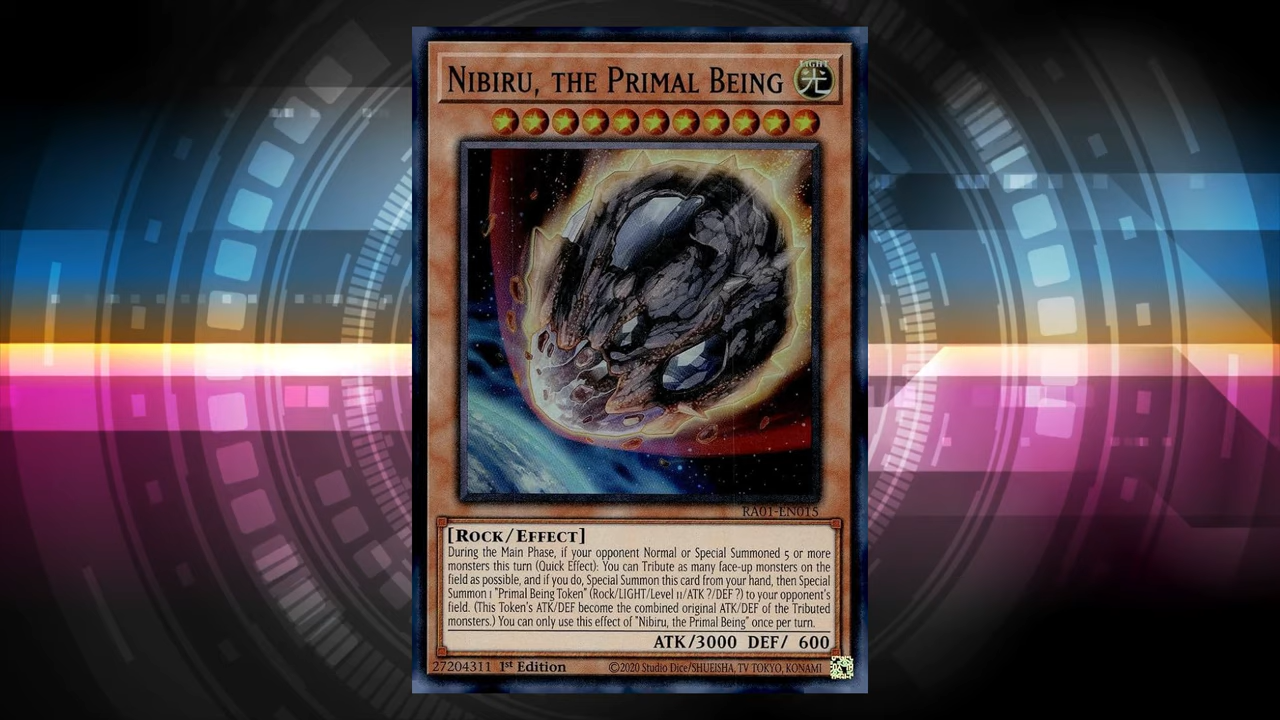 NIBIRU, THE PRIMAL BEING
LIGHT
光
RA01-EN015
[ROCK/EFFECT]
During the Main Phase, if your opponent Normal or Special Summoned 5 or more
monsters this turn (Quick Effect): You can Tribute as many face-up monsters on the
field as possible, and if you do, Special Summon this card from your hand, then Special
Summon 1 "Primal Being Token" (Rock/LIGHT/Level 11/ATK ?/DEF ?) to your opponent's
field. (This Token's ATK/DEF become the combined original ATK/DEF of the Tributed
monsters.) You can only use this effect of "Nibiru, the Primal Being" once per turn.
ATK/3000 DEF/ 600
27204311 1st Edition ©2020 Studio Dice/SHUEISHA, TV TOKYO, KONAMI